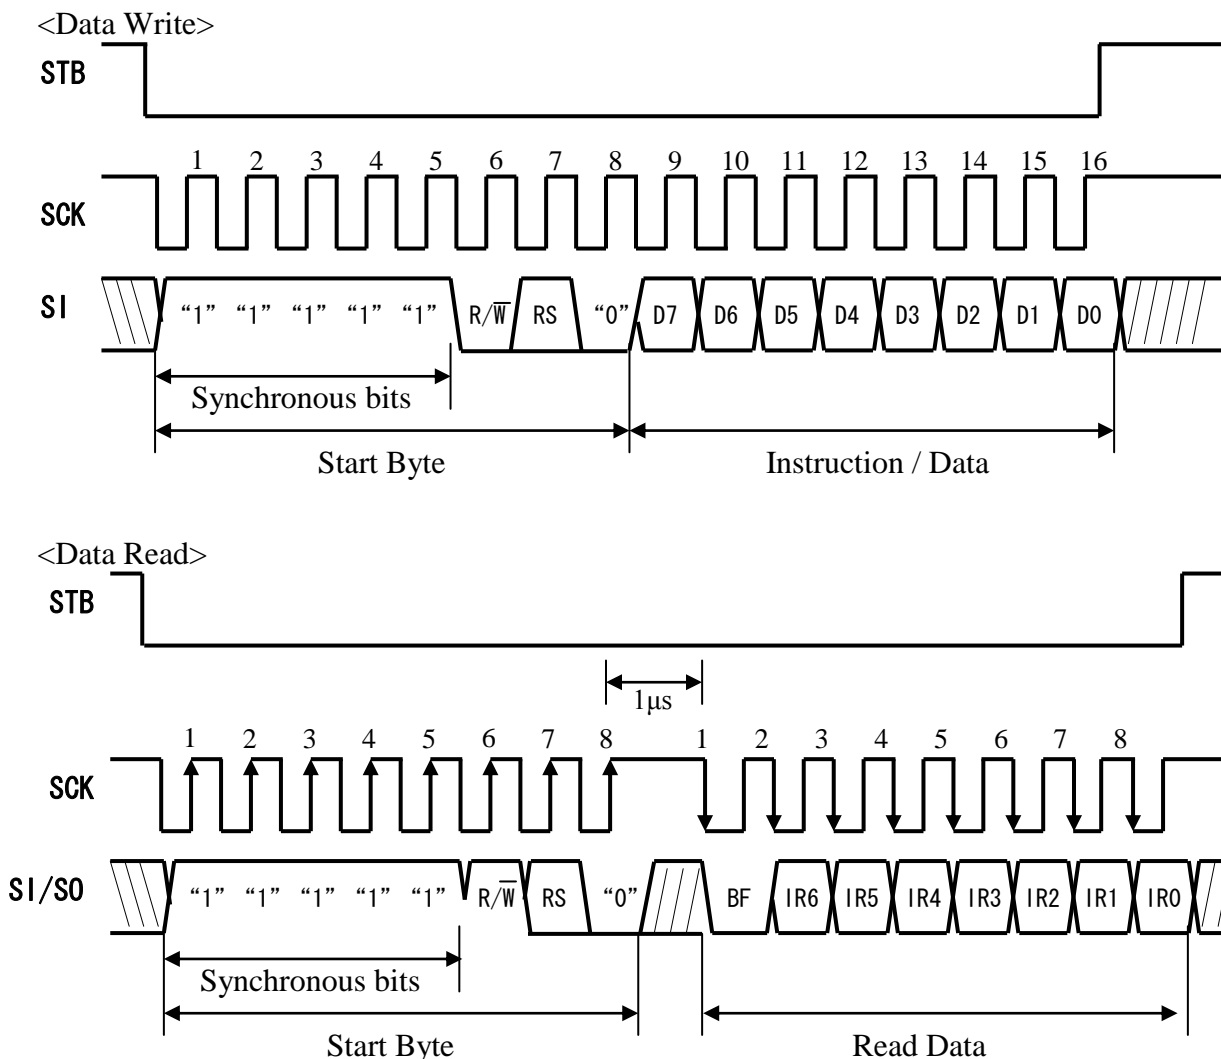 <Data Write>
STB
1 2 3 4 5 6 7 8 9 10 11 12 13 14 15 16
SCK
SI “1” “1” “1” “1” “1” R/W̅ RS “0” D7 D6 D5 D4 D3 D2 D1 D0
Synchronous bits
Start Byte Instruction / Data
<Data Read>
STB
1μs
1 2 3 4 5 6 7 8 1 2 3 4 5 6 7 8
SCK
SI/SO “1” “1” “1” “1” “1” R/W̅ RS “0” BF IR6 IR5 IR4 IR3 IR2 IR1 IR0
Synchronous bits
Start Byte Read Data